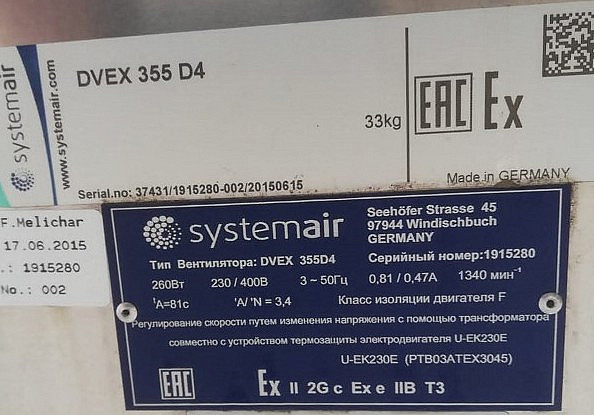 systemair
www.systemair.com
DVEX 355 D4
33kg
EAC Ex
Made in GERMANY
Serial.no: 37431/1915280-002/20150615
F.Melichar
17.06.2015
.: 1915280
No.: 002
systemair
Seehöfer Strasse 45
97944 Windischbuch
GERMANY
Тип Вентилятора: DVEX 355D4
Серийный номер:1915280
260Вт 230 / 400В 3 ~ 50Гц 0,81 / 0,47А 1340 мин⁻¹
ᵗА=81с 'А/ 'N = 3,4 Класс изоляции двигателя F
Регулирование скорости путем изменения напряжения с помощью трансформатора
совместно с устройством термозащиты электродвигателя U-EK230E
U-EK230E (PTB03ATEX3045)
EAC Ex II 2G c Ex e IIB T3